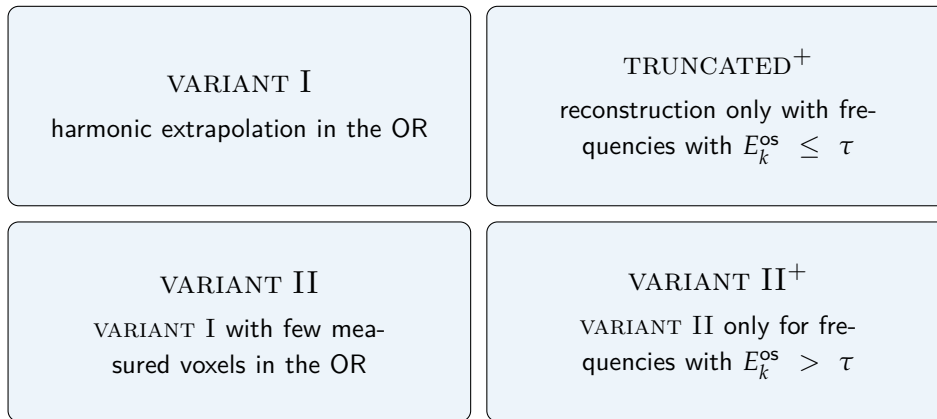 VARIANT I
harmonic extrapolation in the OR
TRUNCATED⁺
reconstruction only with fre-
quencies with E_k^os ≤ τ
VARIANT II
VARIANT I with few mea-
sured voxels in the OR
VARIANT II⁺
VARIANT II only for fre-
quencies with E_k^os > τ